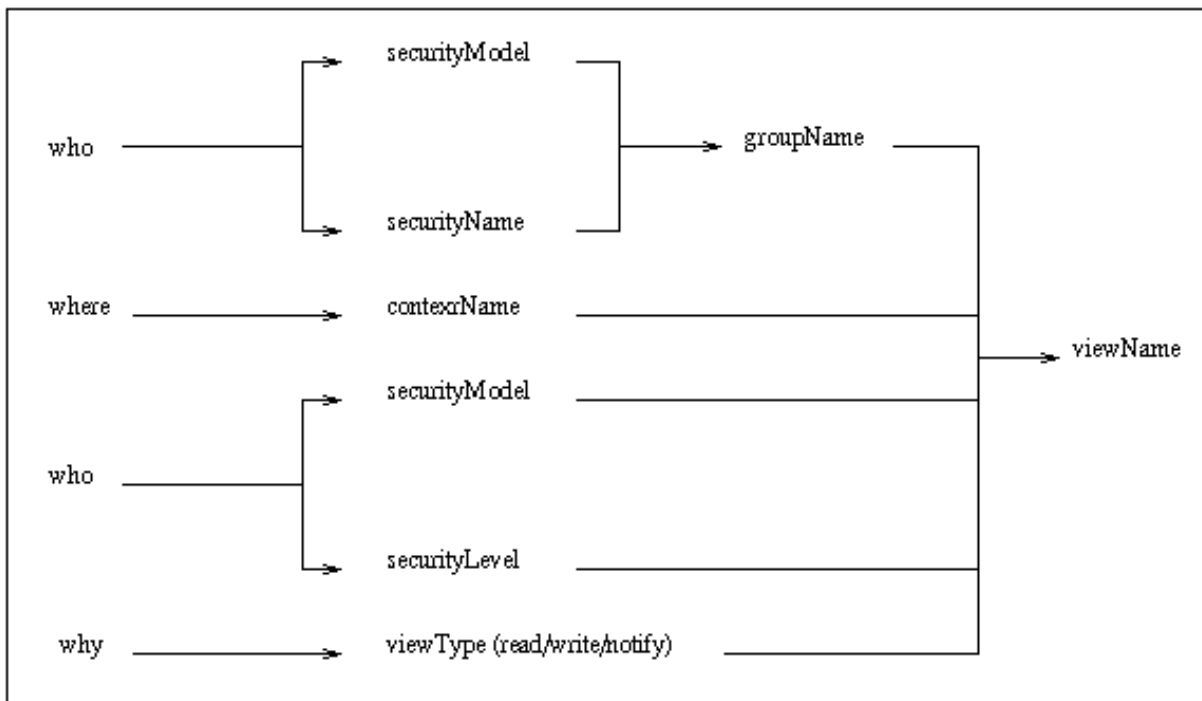 securityModel
who
groupName
securityName
where
contexrName
viewName
securityModel
who
securityLevel
why
viewType (read/write/notify)